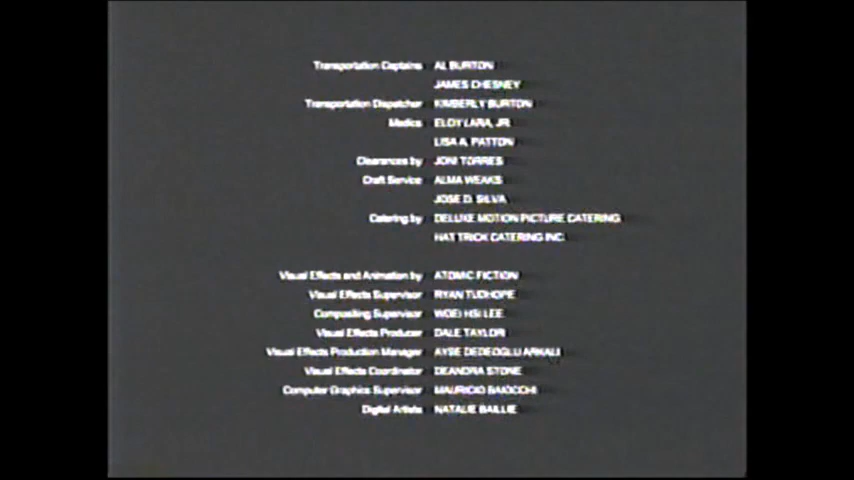 Transportation Captains AL BURTON
JAMES CHESNEY
Transportation Dispatcher KIMBERLY BURTON
Medics ELOY LARA, JR.
LISA A. PATTON
Clearances by JONI TORRES
Craft Service ALMA WEAKS
JOSE D. SILVA
Catering by DELUXE MOTION PICTURE CATERING
HAT TRICK CATERING INC.
Visual Effects and Animation by ATOMIC FICTION
Visual Effects Supervisor RYAN TUDHOPE
Compositing Supervisor WOEI HSI LEE
Visual Effects Producer DALE TAYLOR
Visual Effects Production Manager AYSE DEDEOGLU ARKALI
Visual Effects Coordinator DEANDRA STONE
Computer Graphics Supervisor MAURICIO BAIOCCHI
Digital Artists NATALIE BAILLIE